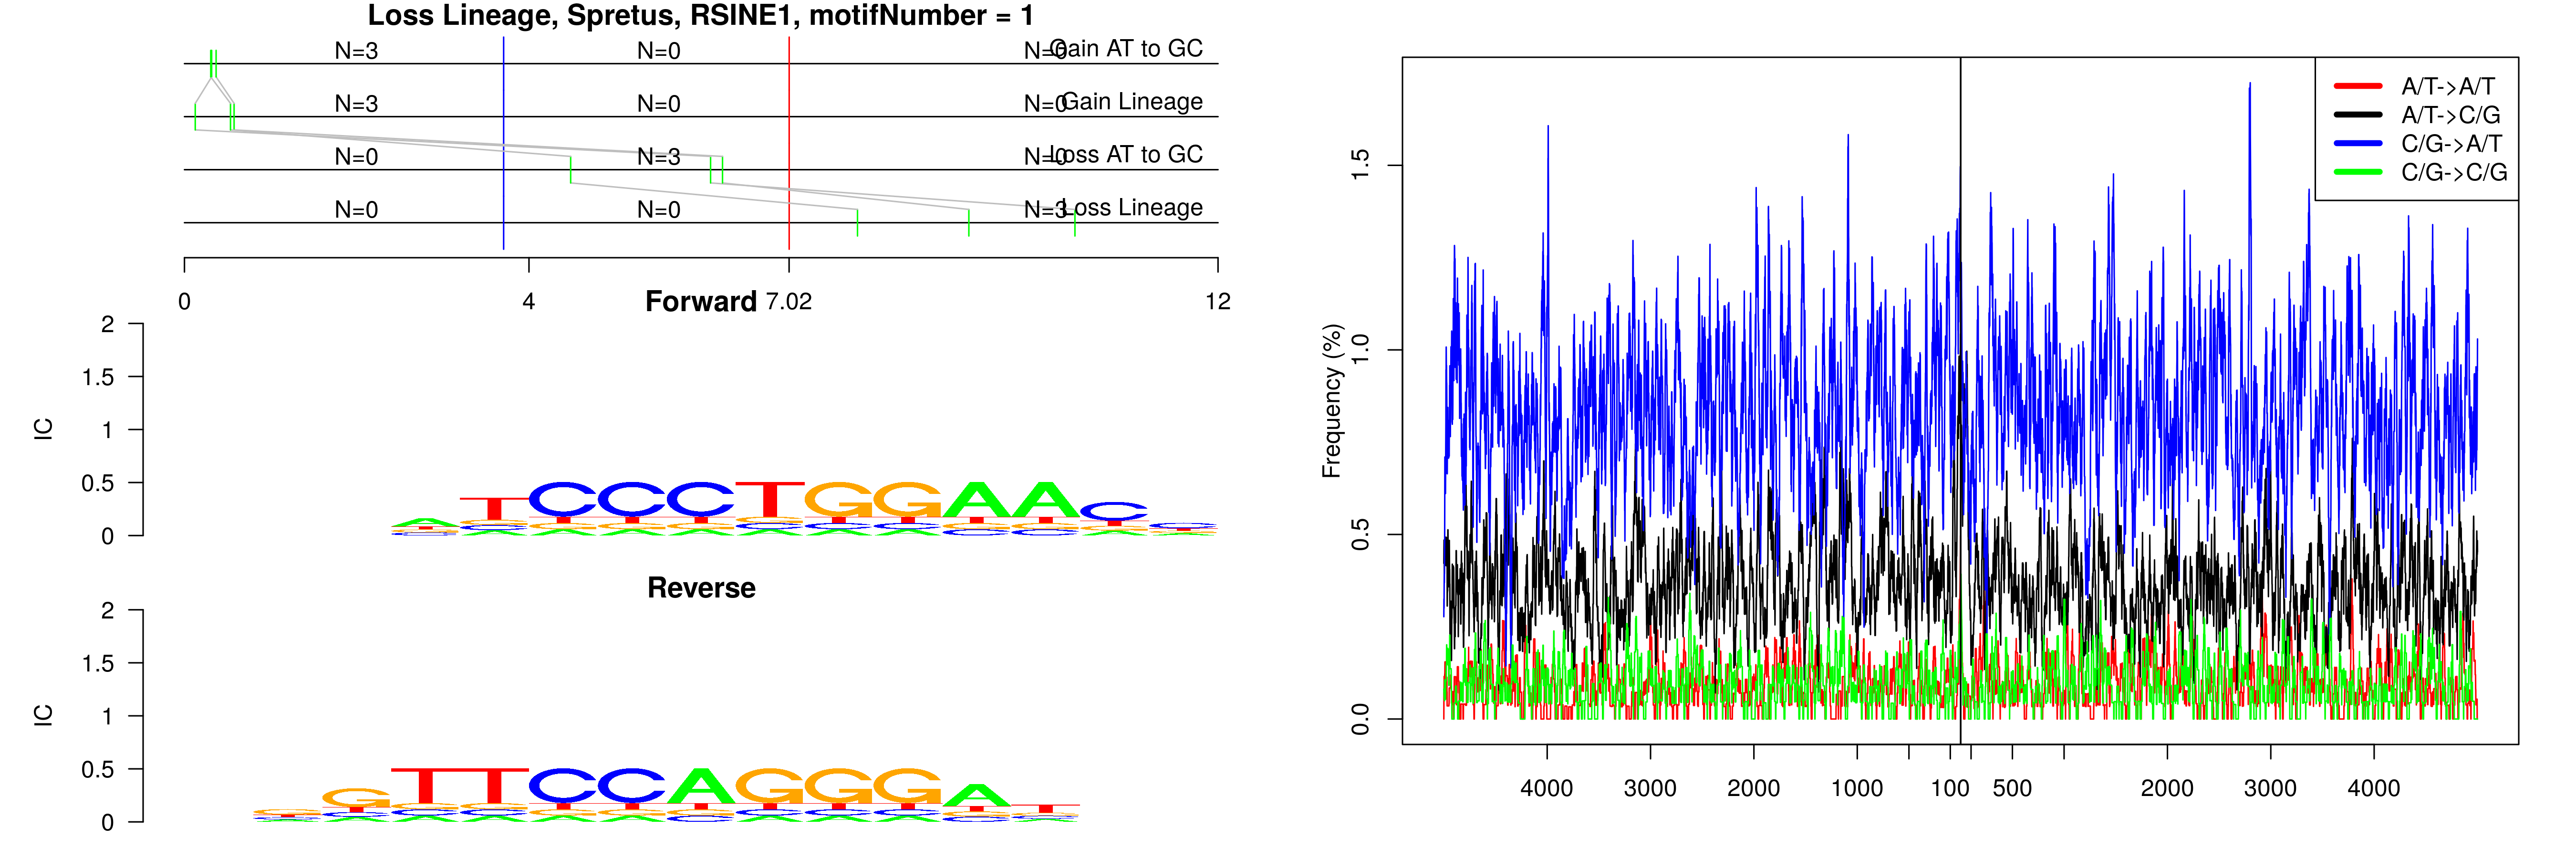 Loss Lineage, Spretus, RSINE1, motifNumber = 1
N=3 N=0 N=0 Gain AT to GC
N=3 N=0 N=0 Gain Lineage
N=0 N=3 N=0 Loss AT to GC
N=0 N=0 N=3 Loss Lineage
0 4 7.02 12
Forward
2
1.5
1
0.5
0
IC
ATCCCTGGAACC
Reverse
2
1.5
1
0.5
0
IC
GTTCCAGGGAT
A/T->A/T
A/T->C/G
C/G->A/T
C/G->C/G
1.5
1.0
0.5
0.0
Frequency (%)
4000 3000 2000 1000 100 500 2000 3000 4000